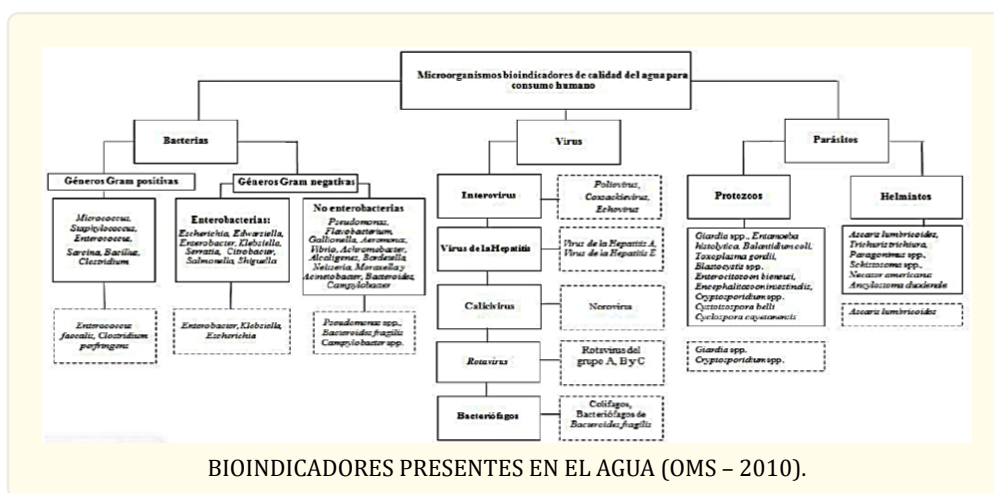 Microorganismos bioindicadores de calidad del agua para
consumo humano
Bacterias
Virus
Parásitos
Géneros Gram positivas
Géneros Gram negativas
Micrococcus,
Staphylococcus,
Enterococcus,
Sarcina, Bacilus,
Clostridium
Enterobacterias:
Escherichia, Edwarsiella,
Enterobacter, Klebsiella,
Serratia, Citrobacter,
Salmonella, Shiguella
No enterobacterias
Pseudomonas,
Flavobacterium,
Gallionella, Aeromona,
Vibrio, Achromobacter,
Alcaligenes, Bordetella,
Neisseria, Moraxella y
Acinetobacter, Bacteroides,
Campylobacter
Enterococcus
faecalis, Clostridium
perfringens
Enterobacter, Klebsiella,
Escherichia
Pseudomonas spp.,
Bacteroides fragilis
Campylobacter spp.
Enterovirus
Poliovirus,
Coxsackievirus,
Echovirus
Virus de la Hepatitis
Virus de la Hepatitis A,
Virus de la Hepatitis E
Calicivirus
Norovirus
Rotavirus
Rotavirus del
grupo A, B y C
Bacteriófagos
Colifagos,
Bacteriófagos de
Bacteroides fragilis
Protozoos
Giardia spp., Entamoeba
histolytica, Balantidium coli,
Toxoplasma gondii,
Blastocystis spp.
Enterocitozoon bieneusi,
Encephalitozoon intestinalis,
Cryptosporidium spp.
belli
Cyclospora cayetanensis
Giardia spp.
Cryptosporidium spp.
Helmintos
Ascaris lumbricoides,
Trichuris trichiura,
Paragonimus spp.,
Schistosoma spp.,
Necator americana
Ancylostoma duodenale
Ascaris lumbricoides
BIOINDICADORES PRESENTES EN EL AGUA (OMS – 2010).